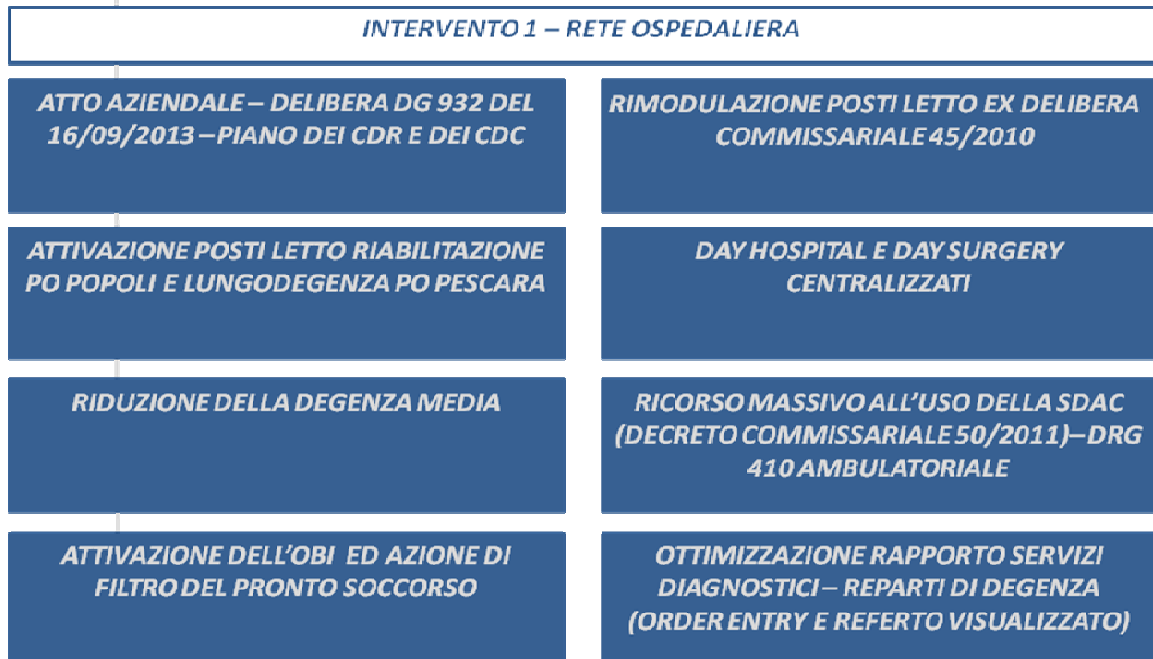 INTERVENTO 1 – RETE OSPEDALIERA
ATTO AZIENDALE – DELIBERA DG 932 DEL
16/09/2013 – PIANO DEI CDR E DEI CDC
RIMODULAZIONE POSTI LETTO EX DELIBERA
COMMISSARIALE 45/2010
ATTIVAZIONE POSTI LETTO RIABILITAZIONE
PO POPOLI E LUNGODEGENZA PO PESCARA
DAY HOSPITAL E DAY SURGERY
CENTRALIZZATI
RIDUZIONE DELLA DEGENZA MEDIA
RICORSO MASSIVO ALL'USO DELLA SDAC
(DECRETO COMMISSARIALE 50/2011)–DRG
410 AMBULATORIALE
ATTIVAZIONE DELL'OBI ED AZIONE DI
FILTRO DEL PRONTO SOCCORSO
OTTIMIZZAZIONE RAPPORTO SERVIZI
DIAGNOSTICI – REPARTI DI DEGENZA
(ORDER ENTRY E REFERTO VISUALIZZATO)